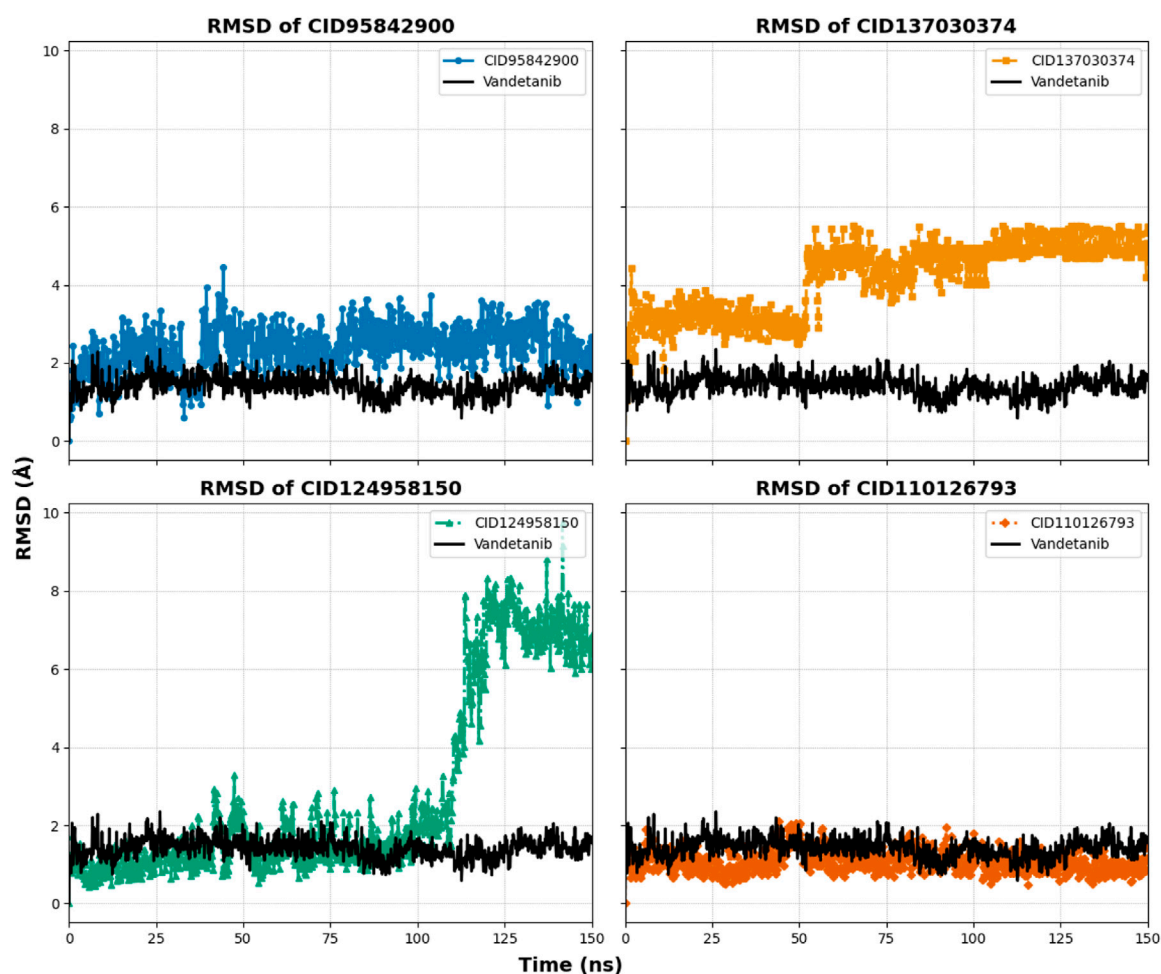 RMSD of CID95842900
10
8
6
4
2
0
CID95842900
Vandetanib
RMSD of CID137030374
CID137030374
Vandetanib
RMSD (Å)
RMSD of CID124958150
10
8
6
4
2
0
CID124958150
Vandetanib
0
25
50
75
100
125
150
RMSD of CID110126793
CID110126793
Vandetanib
0
25
50
75
100
125
150
Time (ns)